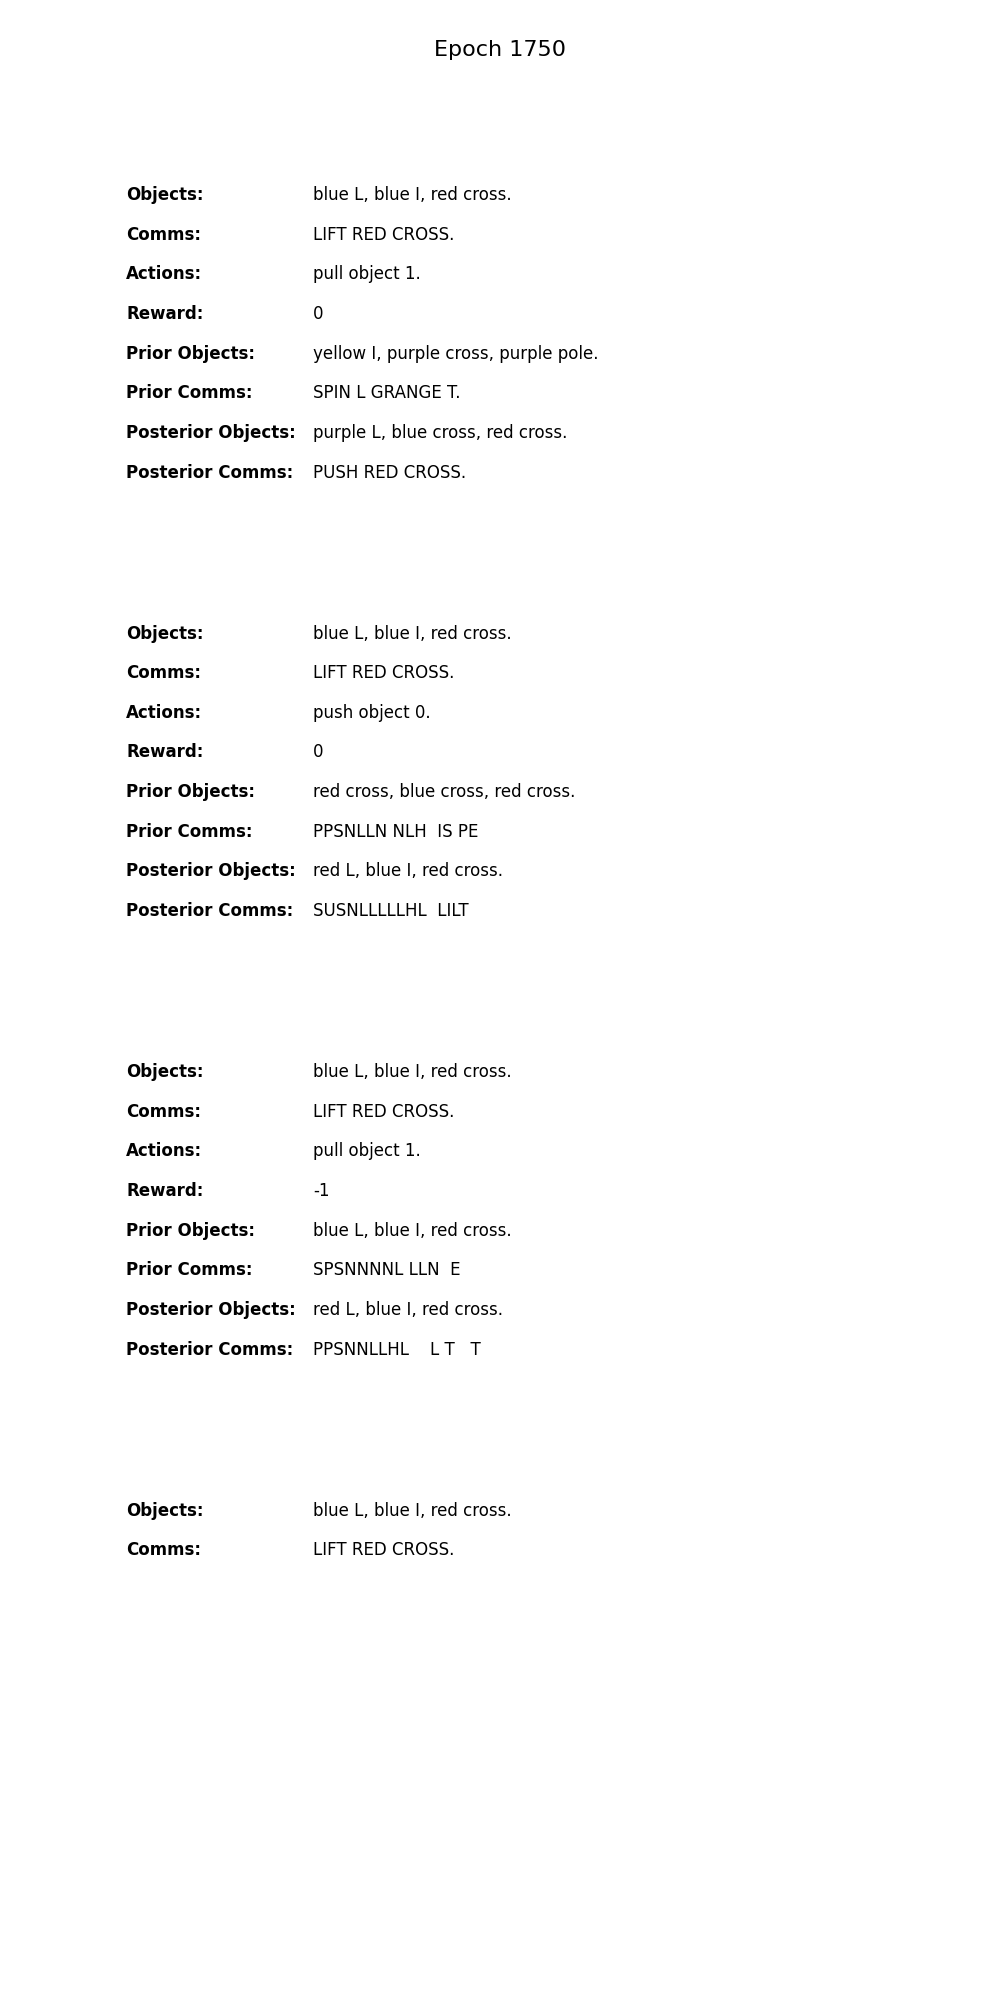 Epoch 1750
Objects: blue L, blue I, red cross.
Comms: LIFT RED CROSS.
Actions: pull object 1.
Reward: 0
Prior Objects: yellow I, purple cross, purple pole.
Prior Comms: SPIN L GRANGE T.
Posterior Objects: purple L, blue cross, red cross.
Posterior Comms: PUSH RED CROSS.
Objects: blue L, blue I, red cross.
Comms: LIFT RED CROSS.
Actions: push object 0.
Reward: 0
Prior Objects: red cross, blue cross, red cross.
Prior Comms: PPSNLLN NLH  IS PE
Posterior Objects: red L, blue I, red cross.
Posterior Comms: SUSNLLLLLHL  LILT
Objects: blue L, blue I, red cross.
Comms: LIFT RED CROSS.
Actions: pull object 1.
Reward: -1
Prior Objects: blue L, blue I, red cross.
Prior Comms: SPSNNNNL LLN  E
Posterior Objects: red L, blue I, red cross.
Posterior Comms: PPSNNLLHL    L T   T
Objects: blue L, blue I, red cross.
Comms: LIFT RED CROSS.